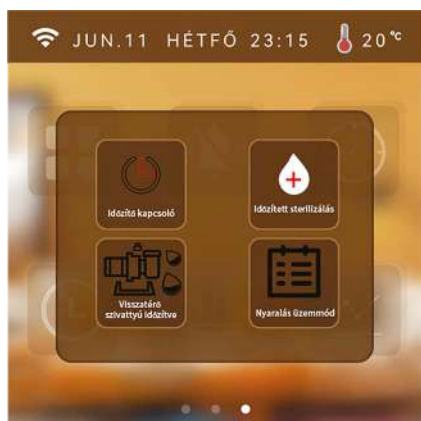 JUN.11 HÉTFŐ 23:15 20°C
Időzítő kapcsoló
Időzített sterilizálás
Visszatérő
szivattyú időzítve
Nyaralás üzemmód